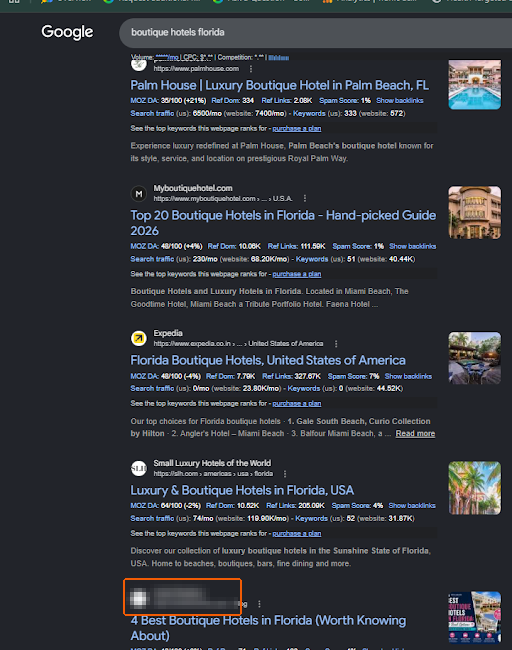 Google
boutique hotels florida
https://www.palmhouse.com
Palm House | Luxury Boutique Hotel in Palm Beach, FL
MOZ DA: 35/100 (+21%) Ref Dom: 334 Ref Links: 2.08K Spam Score: 1% Show backlinks
Search traffic (us): 6500/mo (website: 7400/mo) - Keywords (us): 333 (website: 572)
See the top keywords this webpage ranks for - purchase a plan
Experience luxury redefined at Palm House, Palm Beach's boutique hotel known for
its style, service, and location on prestigious Royal Palm Way.
M
Myboutiquehotel.com
https://www.myboutiquehotel.com › ... › U.S.A.
Top 20 Boutique Hotels in Florida - Hand-picked Guide
2026
MOZ DA: 48/100 (+4%) Ref Dom: 10.06K Ref Links: 111.59K Spam Score: 1% Show backlinks
Search traffic (us): 230/mo (website: 68.20K/mo) - Keywords (us): 51 (website: 40.44K)
See the top keywords this webpage ranks for - purchase a plan
Boutique Hotels and Luxury Hotels in Florida. Located in Miami Beach, The
Goodtime Hotel, Miami Beach a Tribute Portfolio Hotel. Faena Hotel ...
Expedia
https://www.expedia.co.in › ... › United States of America
Florida Boutique Hotels, United States of America
MOZ DA: 48/100 (-4%) Ref Dom: 7.79K Ref Links: 327.67K Spam Score: 7% Show backlinks
Search traffic (us): 0/mo (website: 23.80K/mo) - Keywords (us): 0 (website: 44.52K)
See the top keywords this webpage ranks for - purchase a plan
Our top choices for Florida boutique hotels · 1. Gale South Beach, Curio Collection
by Hilton · 2. Angler's Hotel – Miami Beach · 3. Balfour Miami Beach, a ... Read more
SLH
Small Luxury Hotels of the World
https://slh.com › americas › usa › florida
Luxury & Boutique Hotels in Florida, USA
MOZ DA: 64/100 (-2%) Ref Dom: 10.52K Ref Links: 205.09K Spam Score: 4% Show backlinks
Search traffic (us): 74/mo (website: 119.90K/mo) - Keywords (us): 52 (website: 31.87K)
See the top keywords this webpage ranks for - purchase a plan
Discover our collection of luxury boutique hotels in the Sunshine State of Florida,
USA. Home to beaches, boutiques, bars, fine dining and more.
4 Best Boutique Hotels in Florida (Worth Knowing
About)
BEST
BOUTIQUE
HOTELS